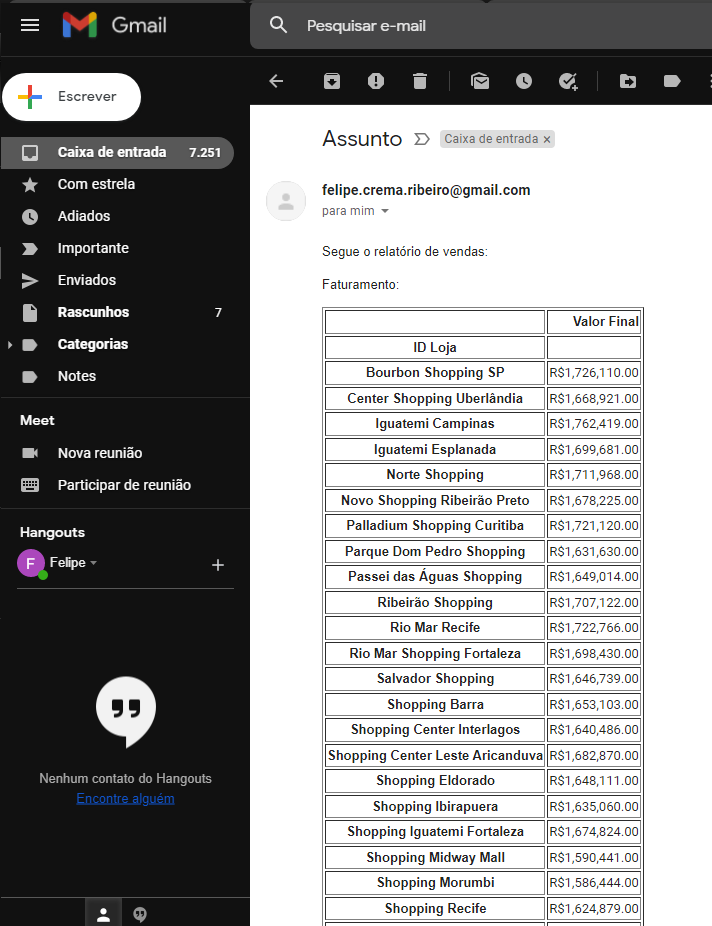 Gmail
Pesquisar e-mail
Escrever
Caixa de entrada 7.251
Com estrela
Adiados
Importante
Enviados
Rascunhos 7
Categorias
Notes
Meet
Nova reunião
Participar de reunião
Hangouts
F Felipe
Nenhum contato do Hangouts
Encontre alguém
Assunto Caixa de entrada ×
felipe.crema.ribeiro@gmail.com
para mim
Segue o relatório de vendas:
Faturamento:
Valor Final
ID Loja
Bourbon Shopping SP R$1,726,110.00
Center Shopping Uberlândia R$1,668,921.00
Iguatemi Campinas R$1,762,419.00
Iguatemi Esplanada R$1,699,681.00
Norte Shopping R$1,711,968.00
Novo Shopping Ribeirão Preto R$1,678,225.00
Palladium Shopping Curitiba R$1,721,120.00
Parque Dom Pedro Shopping R$1,631,630.00
Passei das Águas Shopping R$1,649,014.00
Ribeirão Shopping R$1,707,122.00
Rio Mar Recife R$1,722,766.00
Rio Mar Shopping Fortaleza R$1,698,430.00
Salvador Shopping R$1,646,739.00
Shopping Barra R$1,653,103.00
Shopping Center Interlagos R$1,640,486.00
Shopping Center Leste Aricanduva R$1,682,870.00
Shopping Eldorado R$1,648,111.00
Shopping Ibirapuera R$1,635,060.00
Shopping Iguatemi Fortaleza R$1,674,824.00
Shopping Midway Mall R$1,590,441.00
Shopping Morumbi R$1,586,444.00
Shopping Recife R$1,624,879.00